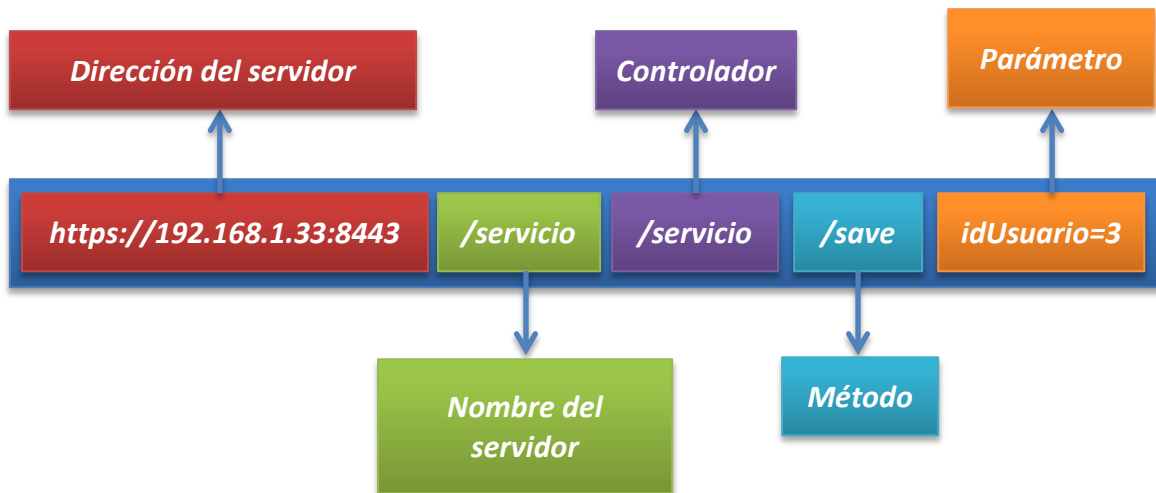 Dirección del servidor
Controlador
Parámetro
https://192.168.1.33:8443
/servicio
/servicio
/save
idUsuario=3
Nombre del
servidor
Método